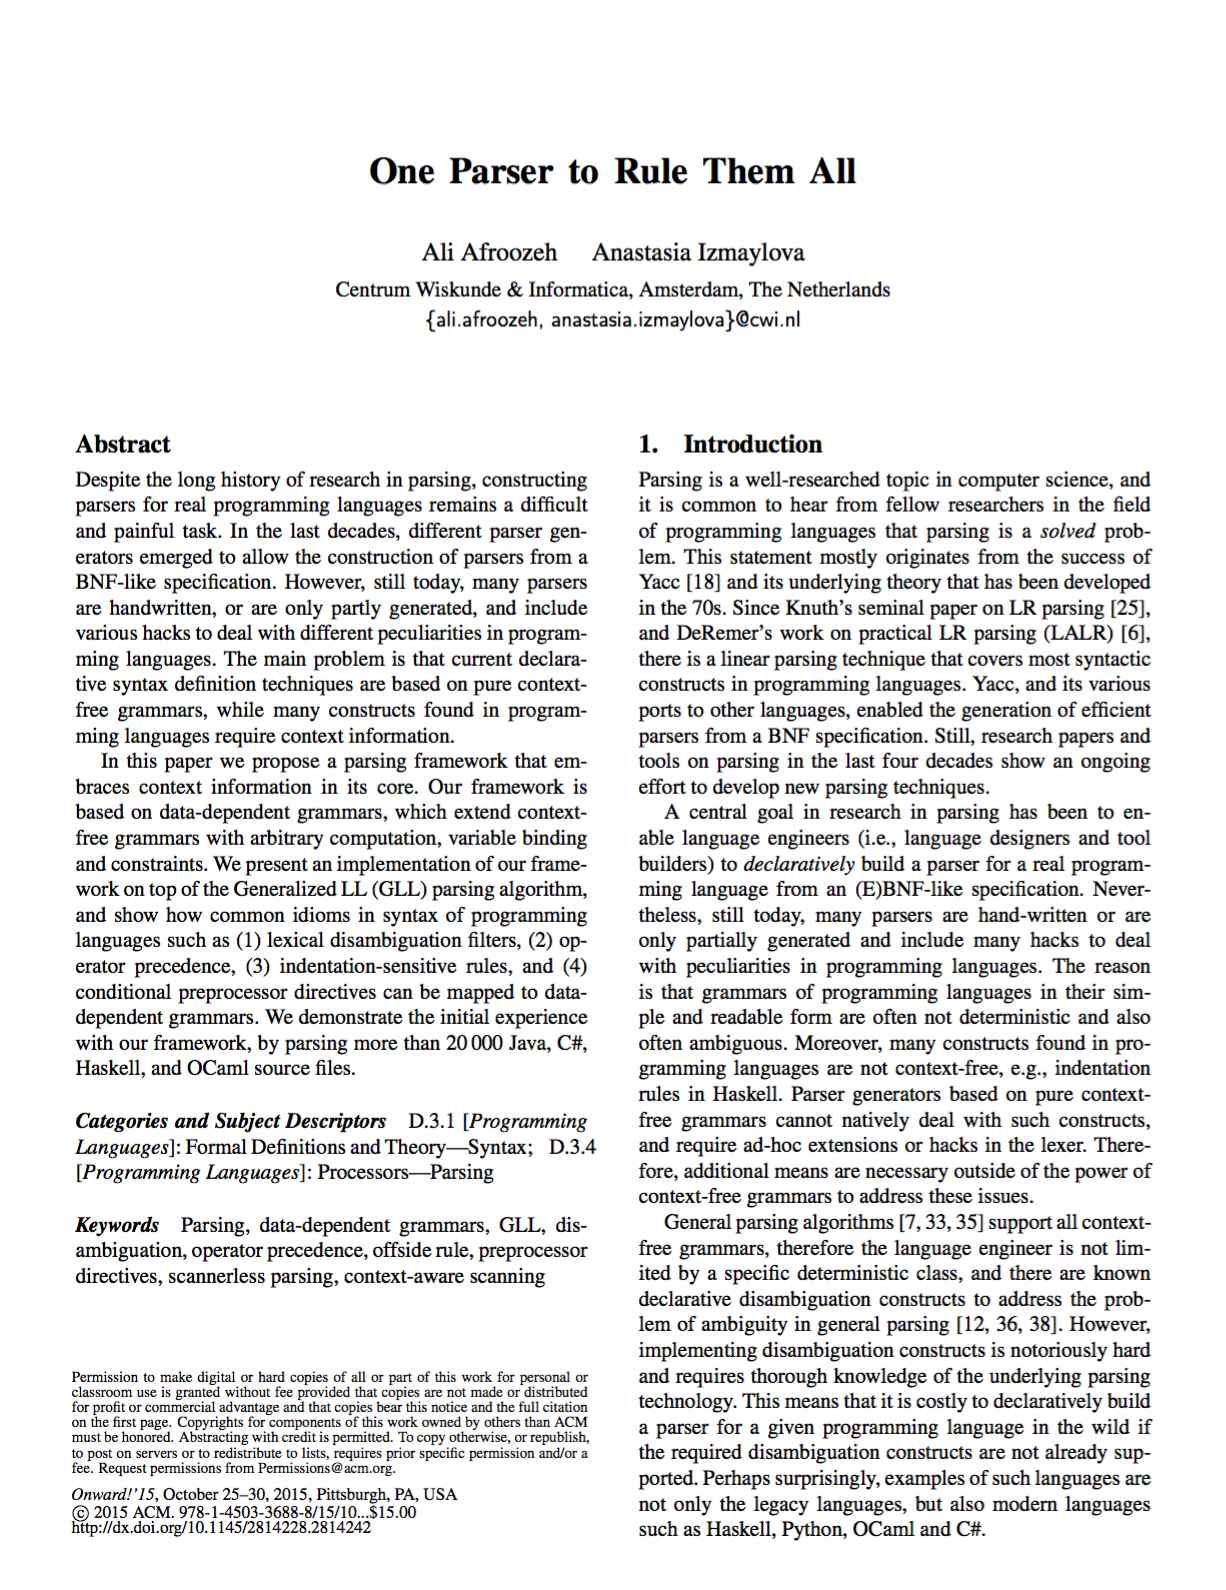 One Parser to Rule Them All
Ali Afroozeh Anastasia Izmaylova
Centrum Wiskunde & Informatica, Amsterdam, The Netherlands
{ali.afroozeh, anastasia.izmaylova}@cwi.nl
Abstract
Despite the long history of research in parsing, constructing
parsers for real programming languages remains a difficult
and painful task. In the last decades, different parser gen-
erators emerged to allow the construction of parsers from a
BNF-like specification. However, still today, many parsers
are handwritten, or are only partly generated, and include
various hacks to deal with different peculiarities in program-
ming languages. The main problem is that current declara-
tive syntax definition techniques are based on pure context-
free grammars, while many constructs found in program-
ming languages require context information.
In this paper we propose a parsing framework that em-
braces context information in its core. Our framework is
based on data-dependent grammars, which extend context-
free grammars with arbitrary computation, variable binding
and constraints. We present an implementation of our frame-
work on top of the Generalized LL (GLL) parsing algorithm,
and show how common idioms in syntax of programming
languages such as (1) lexical disambiguation filters, (2) op-
erator precedence, (3) indentation-sensitive rules, and (4)
conditional preprocessor directives can be mapped to data-
dependent grammars. We demonstrate the initial experience
with our framework, by parsing more than 20 000 Java, C#,
Haskell, and OCaml source files.
Categories and Subject Descriptors D.3.1 [Programming
Languages]: Formal Definitions and Theory—Syntax; D.3.4
[Programming Languages]: Processors—Parsing
Keywords Parsing, data-dependent grammars, GLL, dis-
ambiguation, operator precedence, offside rule, preprocessor
directives, scannerless parsing, context-aware scanning
Permission to make digital or hard copies of all or part of this work for personal or
classroom use is granted without fee provided that copies are not made or distributed
for profit or commercial advantage and that copies bear this notice and the full citation
on the first page. Copyrights for components of this work owned by others than ACM
must be honored. Abstracting with credit is permitted. To copy otherwise, or republish,
to post on servers or to redistribute to lists, requires prior specific permission and/or a
fee. Request permissions from Permissions@acm.org.
Onward!'15, October 25–30, 2015, Pittsburgh, PA, USA
© 2015 ACM. 978-1-4503-3688-8/15/10...$15.00
http://dx.doi.org/10.1145/2814228.2814242
1. Introduction
Parsing is a well-researched topic in computer science, and
it is common to hear from fellow researchers in the field
of programming languages that parsing is a solved prob-
lem. This statement mostly originates from the success of
Yacc [18] and its underlying theory that has been developed
in the 70s. Since Knuth's seminal paper on LR parsing [25],
and DeRemer's work on practical LR parsing (LALR) [6],
there is a linear parsing technique that covers most syntactic
constructs in programming languages. Yacc, and its various
ports to other languages, enabled the generation of efficient
parsers from a BNF specification. Still, research papers and
tools on parsing in the last four decades show an ongoing
effort to develop new parsing techniques.
A central goal in research in parsing has been to en-
able language engineers (i.e., language designers and tool
builders) to declaratively build a parser for a real program-
ming language from an (E)BNF-like specification. Never-
theless, still today, many parsers are hand-written or are
only partially generated and include many hacks to deal
with peculiarities in programming languages. The reason
is that grammars of programming languages in their sim-
ple and readable form are often not deterministic and also
often ambiguous. Moreover, many constructs found in pro-
gramming languages are not context-free, e.g., indentation
rules in Haskell. Parser generators based on pure context-
free grammars cannot natively deal with such constructs,
and require ad-hoc extensions or hacks in the lexer. There-
fore, additional means are necessary outside of the power of
context-free grammars to address these issues.
General parsing algorithms [7, 33, 35] support all context-
free grammars, therefore the language engineer is not lim-
ited by a specific deterministic class, and there are known
declarative disambiguation constructs to address the prob-
lem of ambiguity in general parsing [12, 36, 38]. However,
implementing disambiguation constructs is notoriously hard
and requires thorough knowledge of the underlying parsing
technology. This means that it is costly to declaratively build
a parser for a given programming language in the wild if
the required disambiguation constructs are not already sup-
ported. Perhaps surprisingly, examples of such languages are
not only the legacy languages, but also modern languages
such as Haskell, Python, OCaml and C#.